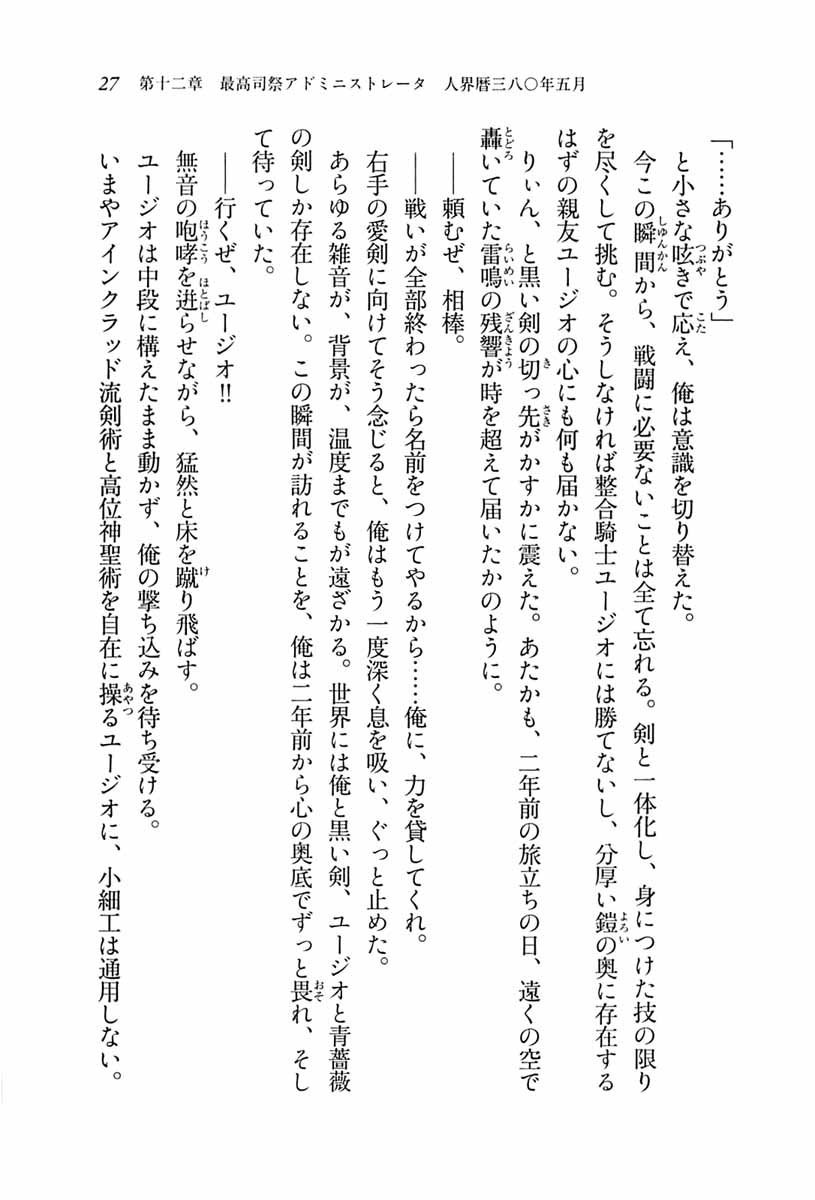 27　第十二章　最高司祭アドミニストレータ　人界暦三八〇年五月
「……ありがとう」
と小さな呟きで応え、俺は意識を切り替えた。
今この瞬間から、戦闘に必要ないことは全て忘れる。剣と一体化し、身につけた技の限り
を尽くして挑む。そうしなければ整合騎士ユージオには勝てないし、分厚い鎧の奥に存在する
はずの親友ユージオの心にも何も届かない。
りぃん、と黒い剣の切っ先がかすかに震えた。あたかも、二年前の旅立ちの日、遠くの空で
轟いていた雷鳴の残響が時を超えて届いたかのように。
――頼むぜ、相棒。
――戦いが全部終わったら名前をつけてやるから……俺に、力を貸してくれ。
右手の愛剣に向けてそう念じると、俺はもう一度深く息を吸い、ぐっと止めた。
あらゆる雑音が、背景が、温度までもが遠ざかる。世界には俺と黒い剣、ユージオと青薔薇
の剣しか存在しない。この瞬間が訪れることを、俺は二年前から心の奥底でずっと畏れ、そし
て待っていた。
――行くぜ、ユージオ!!
無音の咆哮を迸らせながら、猛然と床を蹴り飛ばす。
ユージオは中段に構えたまま動かず、俺の撃ち込みを待ち受ける。
いまやアインクラッド流剣術と高位神聖術を自在に操るユージオに、小細工は通用しない。